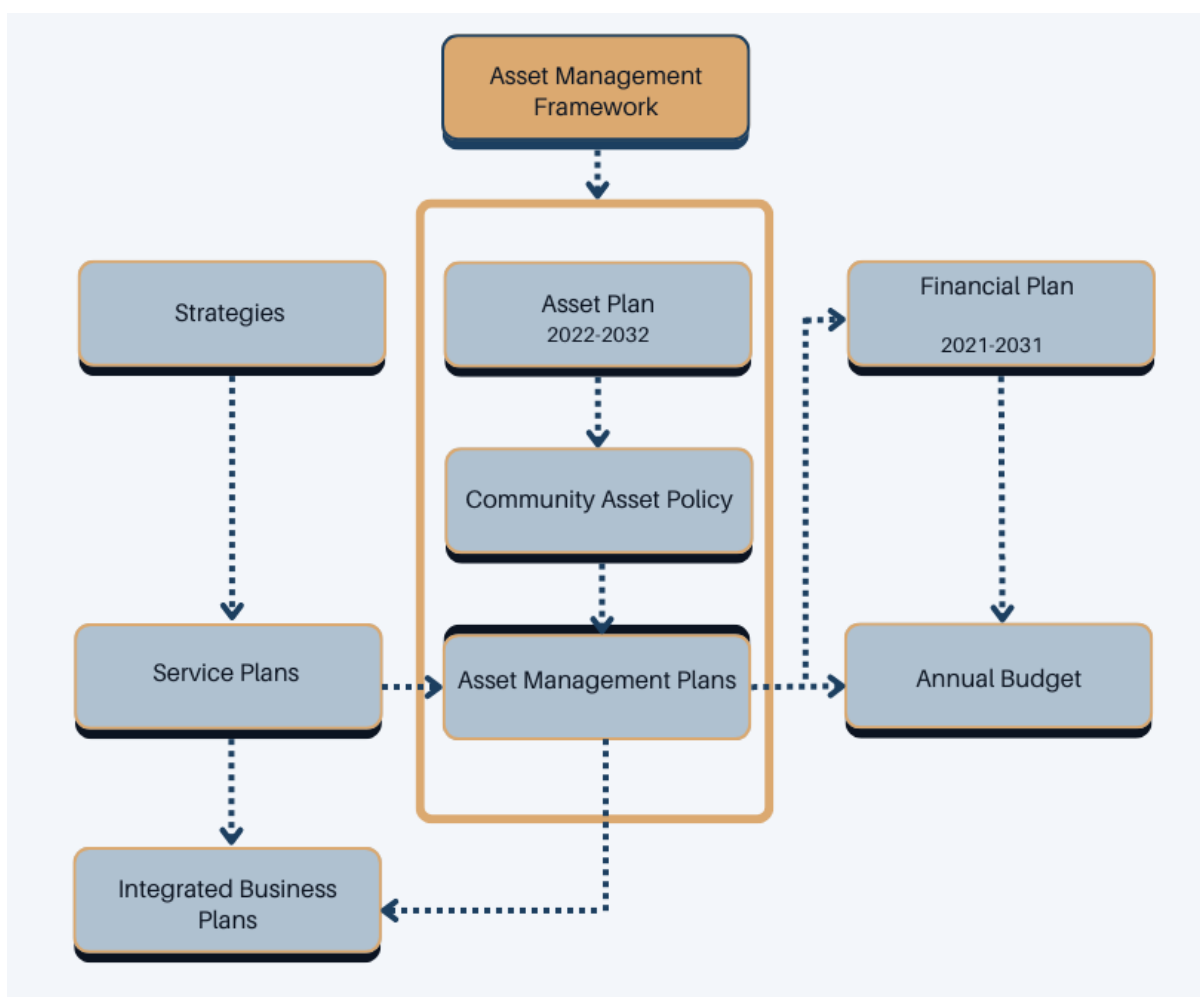 Asset Management
Framework
Strategies
Asset Plan
2022-2032
Financial Plan
2021-2031
Community Asset Policy
Service Plans
Asset Management Plans
Annual Budget
Integrated Business
Plans